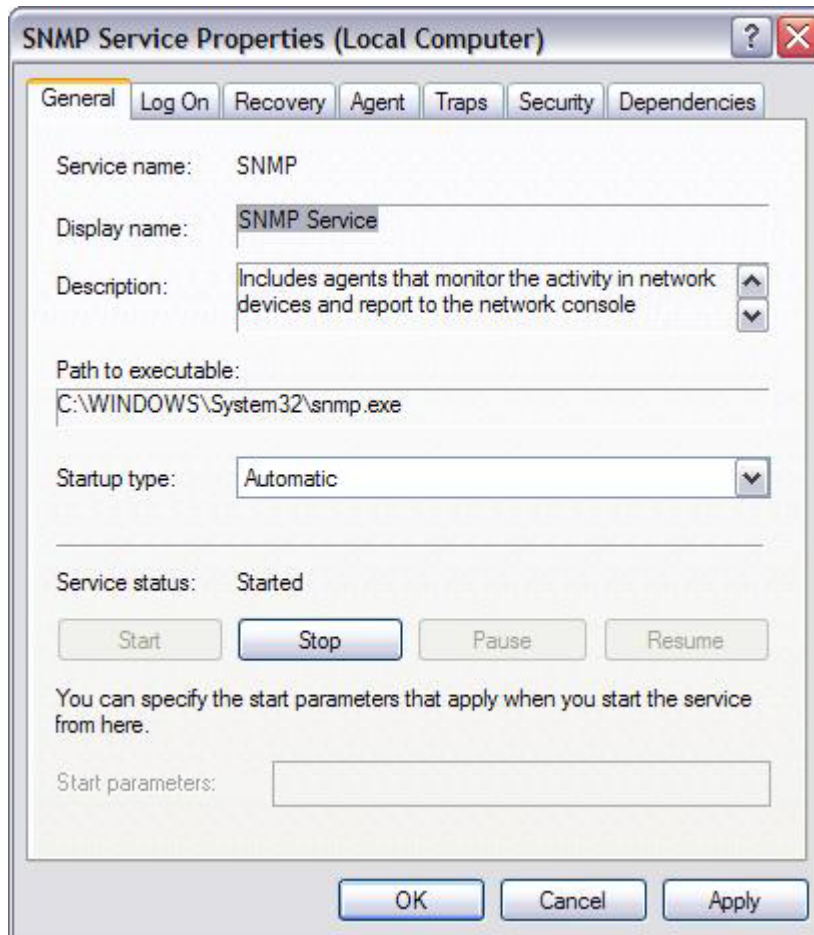 SNMP Service Properties (Local Computer)
General Log On Recovery Agent Traps Security Dependencies
Service name: SNMP
Display name: SNMP Service
Description: Includes agents that monitor the activity in network
devices and report to the network console
Path to executable:
C:\WINDOWS\System32\snmp.exe
Startup type: Automatic
Service status: Started
Start Stop Pause Resume
You can specify the start parameters that apply when you start the service
from here.
Start parameters:
OK Cancel Apply